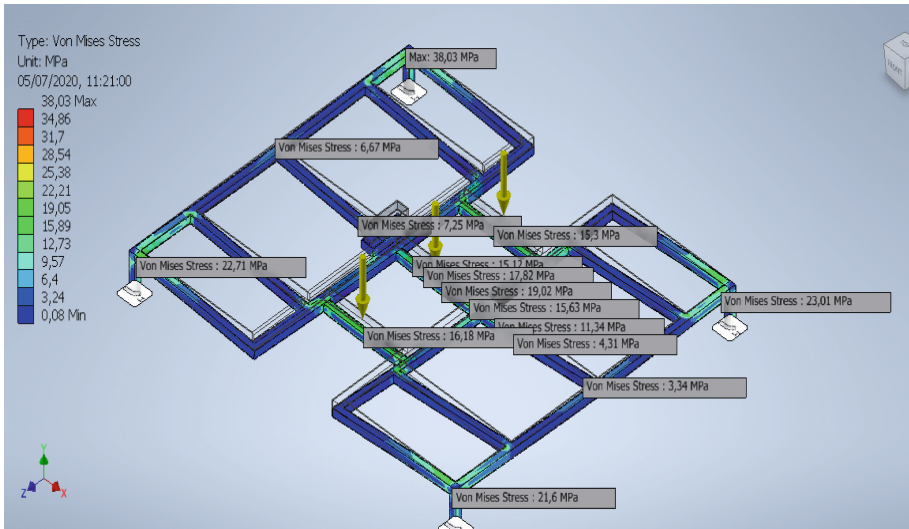 Type: Von Mises Stress
Unit: MPa
05/07/2020, 11:21:00
38,03 Max
34,86
31,7
28,54
25,38
22,21
19,05
15,89
12,73
9,57
6,4
3,24
0,08 Min
Max: 38,03 MPa
FRONT
Von Mises Stress : 6,67 MPa
Von Mises Stress : 7,25 MPa
Von Mises Stress : 15,3 MPa
Von Mises Stress : 22,71 MPa
Von Mises Stress : 15,12 MPa
Von Mises Stress : 17,82 MPa
Von Mises Stress : 19,02 MPa
Von Mises Stress : 23,01 MPa
Von Mises Stress : 15,63 MPa
Von Mises Stress : 11,34 MPa
Von Mises Stress : 16,18 MPa
Von Mises Stress : 4,31 MPa
Von Mises Stress : 3,34 MPa
Von Mises Stress : 21,6 MPa
Y
Z
X